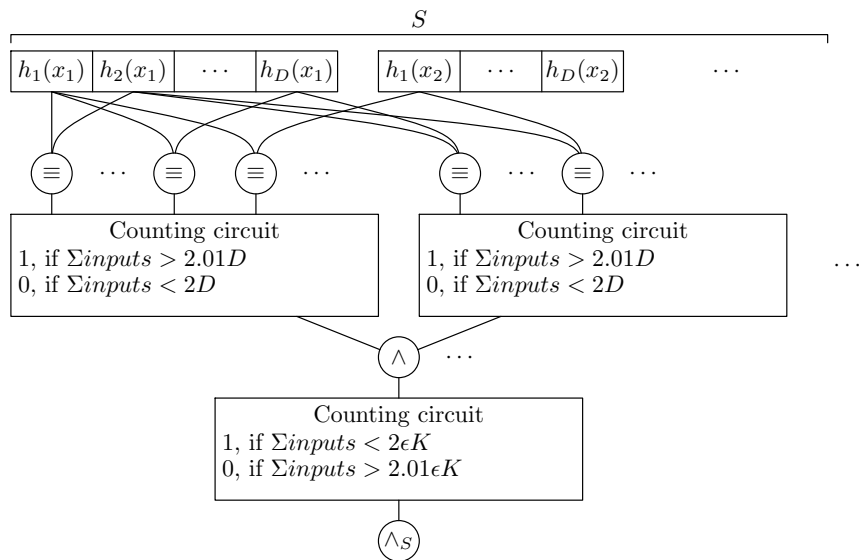 S
h_1(x_1) h_2(x_1) ⋯ h_D(x_1) h_1(x_2) ⋯ h_D(x_2) ⋯
≡ ⋯ ≡ ≡ ⋯ ≡ ⋯ ≡ ⋯
Counting circuit
1, if Σinputs > 2.01D
0, if Σinputs < 2D
Counting circuit
1, if Σinputs > 2.01D
0, if Σinputs < 2D
⋯
∧ ⋯
Counting circuit
1, if Σinputs < 2ϵK
0, if Σinputs > 2.01ϵK
∧_S